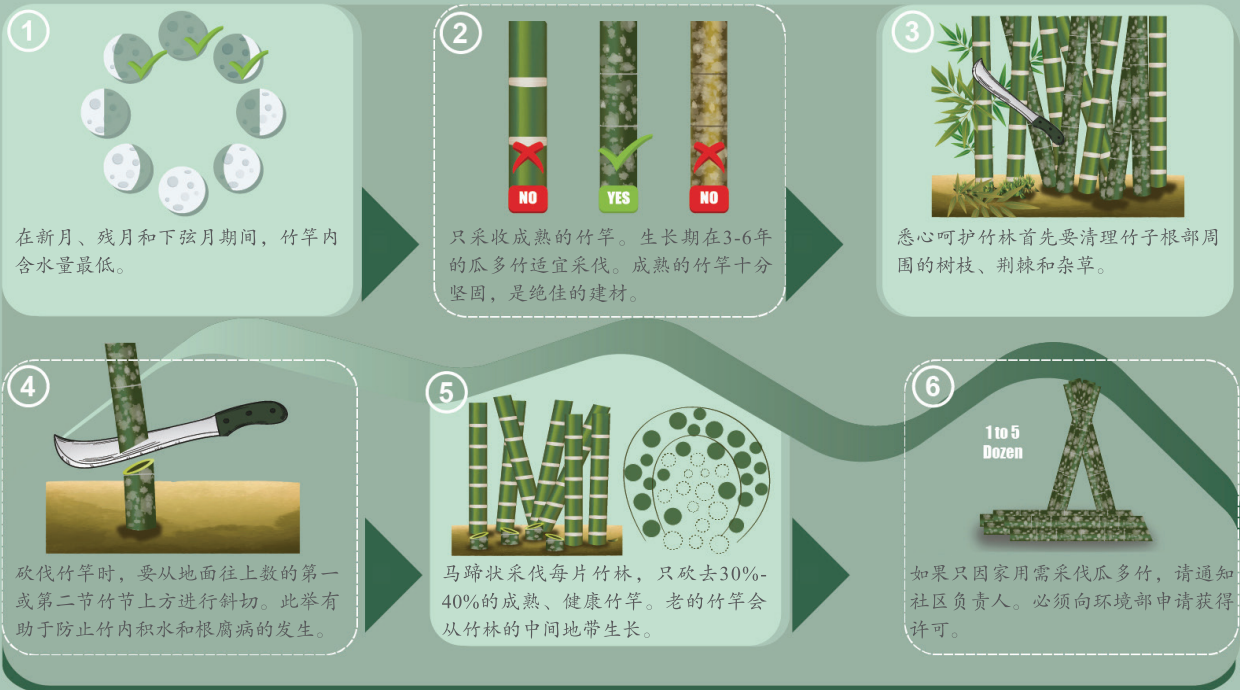 1
在新月、残月和下弦月期间，竹竿内
含水量最低。
2
NO
YES
NO
只采收成熟的竹竿。生长期在3-6年
的瓜多竹适宜采伐。成熟的竹竿十分
坚固，是绝佳的建材。
3
悉心呵护竹林首先要清理竹子根部周
围的树枝、荆棘和杂草。
4
砍伐竹竿时，要从地面往上数的第一
或第二节竹节上方进行斜切。此举有
助于防止竹内积水和根腐病的发生。
5
马蹄状采伐每片竹林，只砍去30%-
40%的成熟、健康竹竿。老的竹竿会
从竹林的中间地带生长。
6
1 to 5
Dozen
如果只因家用需采伐瓜多竹，请通知
社区负责人。必须向环境部申请获得
许可。